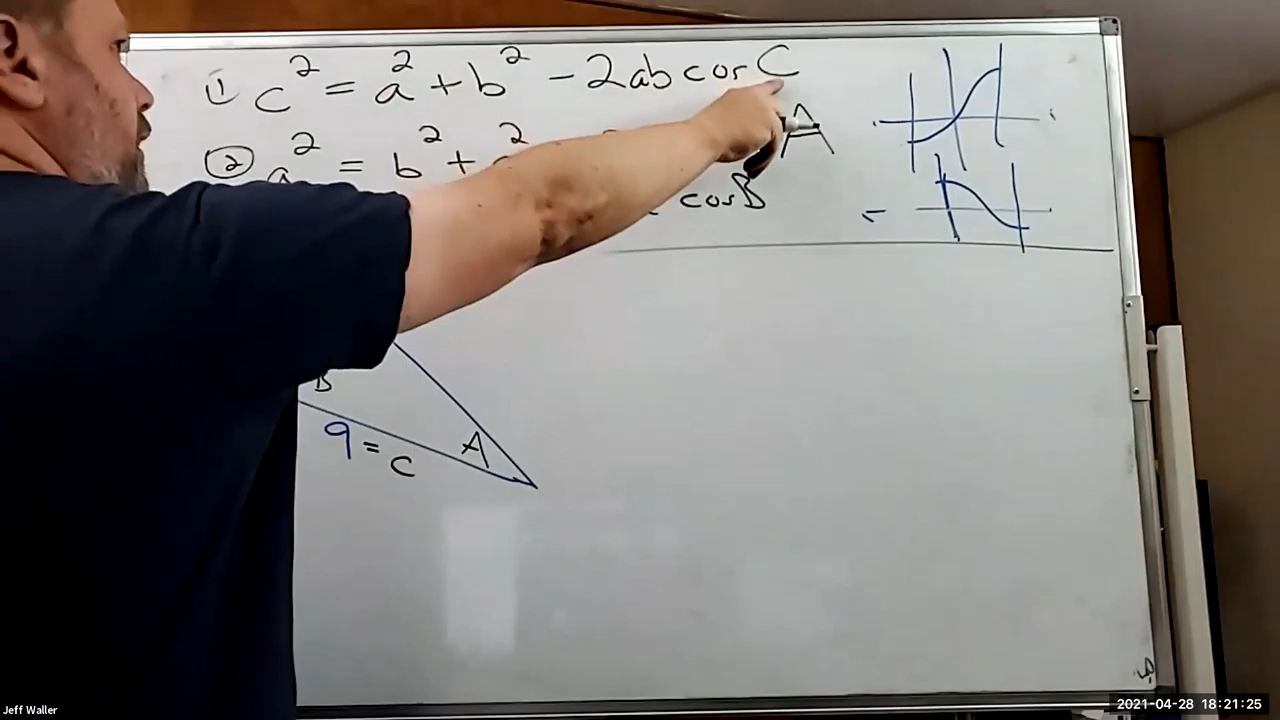 ① c² = a² + b² - 2ab cos C
② a² = b² + A
cos B
B
9 = c
A
Jeff Waller
2021-04-28 18:21:25